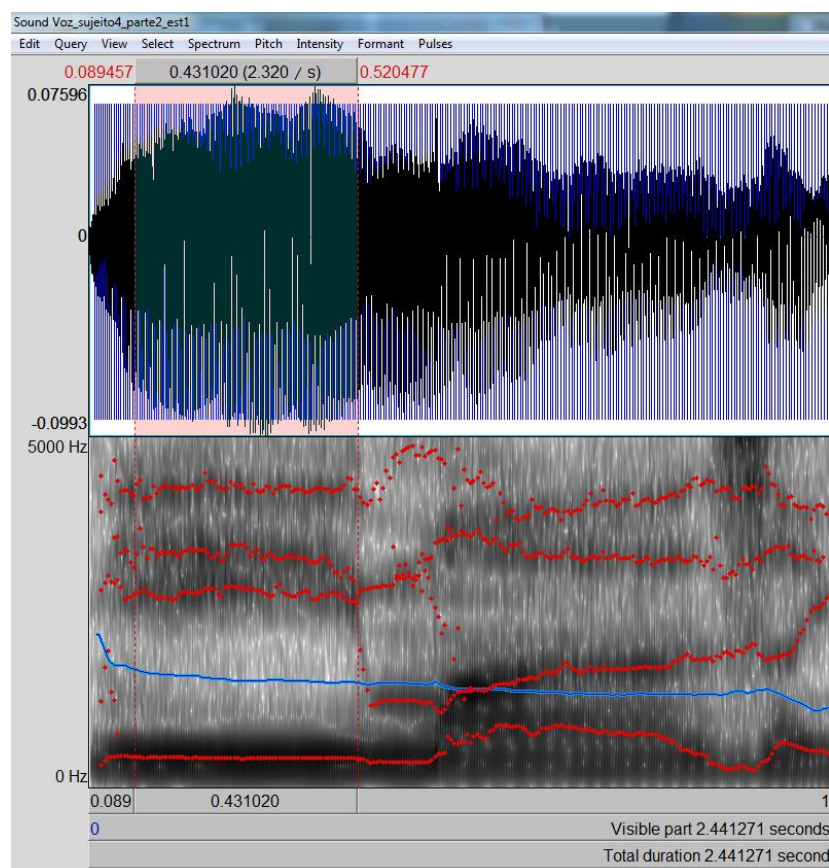 Sound Voz_sujeito4_parte2_est1
Edit Query View Select Spectrum Pitch Intensity Formant Pulses
0.089457 0.431020 (2.320 / s) 0.520477
0.07596
0
-0.0993
5000 Hz
0 Hz
0.089 0.431020 1
0 Visible part 2.441271 seconds
Total duration 2.441271 seconds